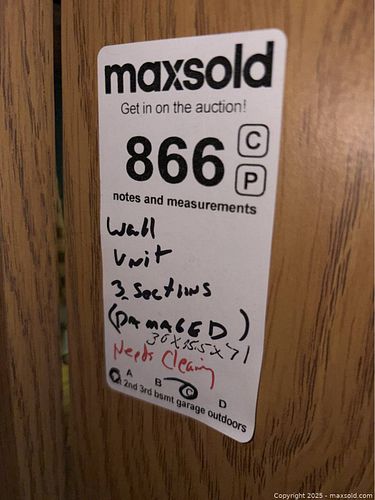 maxsold
Get in on the auction!
866 C
P
notes and measurements
Wall
Unit
3 Sections
(DAMAGED)
36x15.5x71
Needs Cleaning
A B C D
2nd 3rd bsmt garage outdoors
Copyright 2025 - maxsold.com